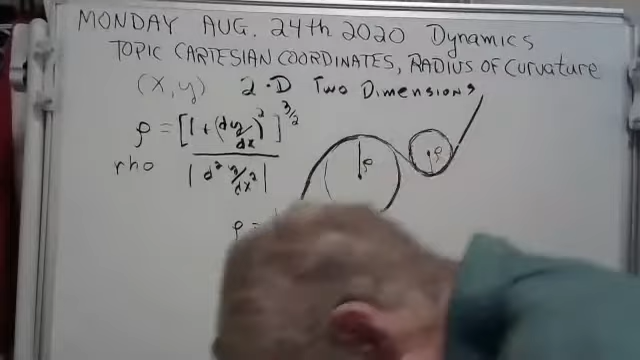 MONDAY AUG. 24th 2020 Dynamics
TOPIC CARTESIAN COORDINATES, RADIUS OF Curvature
(X, y) 2-D Two Dimensions
ρ = [1 + (dy/dx)²]^3/2
rho
| d²y/dx² |
ρ
ρ
ρ =